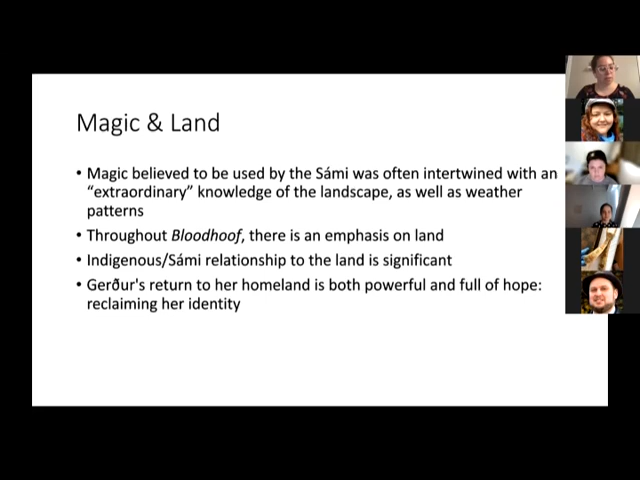 Magic & Land
• Magic believed to be used by the Sámi was often intertwined with an
“extraordinary” knowledge of the landscape, as well as weather
patterns
• Throughout Bloodhoof, there is an emphasis on land
• Indigenous/Sámi relationship to the land is significant
• Gerður's return to her homeland is both powerful and full of hope:
reclaiming her identity